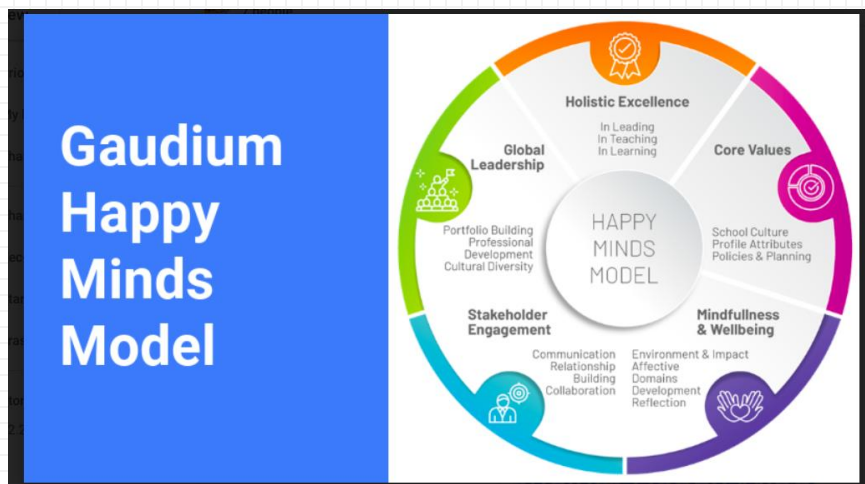 Gaudium
Happy
Minds
Model
Holistic Excellence
In Leading
In Teaching
In Learning
Core Values
School Culture
Profile Attributes
Policies & Planning
Mindfullness
& Wellbeing
Environment & Impact
Affective
Domains
Development
Reflection
Stakeholder
Engagement
Communication
Relationship
Building
Collaboration
Global
Leadership
Portfolio Building
Professional
Development
Cultural Diversity
HAPPY
MINDS
MODEL